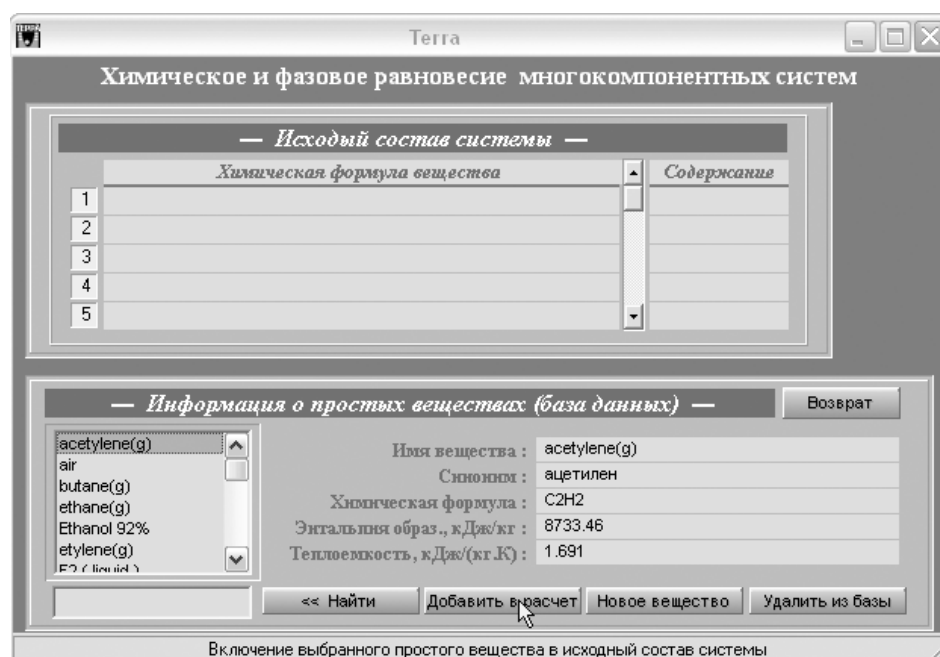 Terra
Химическое и фазовое равновесие многокомпонентных систем
— Исходый состав системы —
Химическая формула вещества Содержание
1
2
3
4
5
— Информация о простых веществах (база данных) — Возврат
acetylene(g)
air
butane(g)
ethane(g)
Ethanol 92%
etylene(g)
F2 ( liquid )
Имя вещества : acetylene(g)
Синоним : ацетилен
Химическая формула : C2H2
Энтальпия образ., кДж/кг : 8733.46
Теплоемкость, кДж/(кг.К) : 1.691
<< Найти Добавить в расчет Новое вещество Удалить из базы
Включение выбранного простого вещества в исходный состав системы